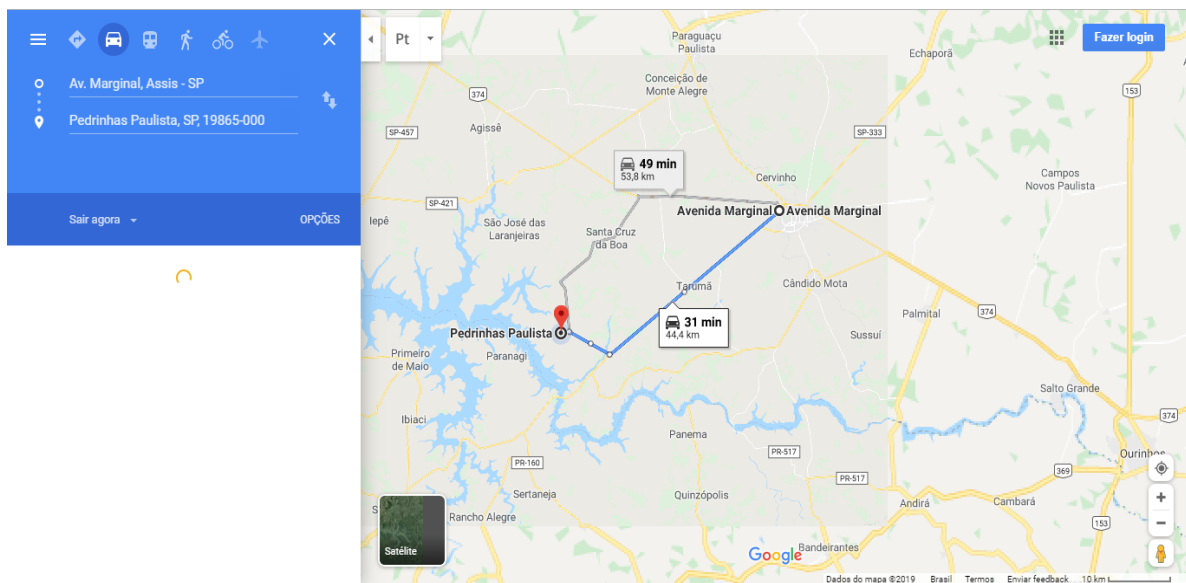 Av. Marginal, Assis - SP
Pedrinhas Paulista, SP, 19865-000
Sair agora
OPÇÕES
Pt
Fazer login
Paraguaçu
Paulista
Echaporã
Conceição de
Monte Alegre
374
153
SP-457
Agissê
SP-333
49 min
53,8 km
Cervinho
Campos
Novos Paulista
SP-421
Iepê
São José das
Laranjeiras
Santa Cruz
da Boa
Avenida Marginal
Avenida Marginal
Tarumã
Cândido Mota
31 min
44,4 km
374
Palmital
Pedrinhas Paulista
Sussuí
Primeiro
de Maio
Paranagi
Salto Grande
374
Ibiaci
Panema
PR-517
Ourinhos
PR-160
369
PR-517
Sertaneja
Quinzópolis
Andirá
Cambará
Rancho Alegre
153
Satélite
Google
Bandeirantes
Dados do mapa ©2019
Brasil
Termos
Enviar feedback
10 km